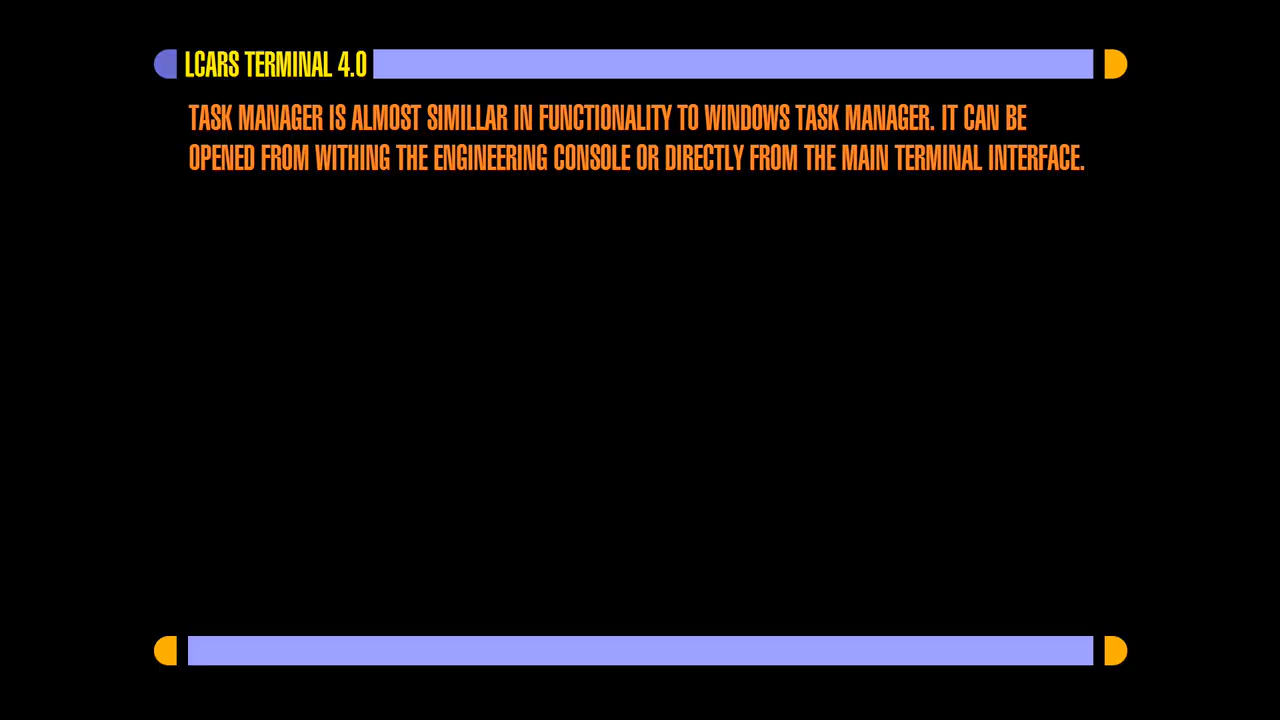 LCARS TERMINAL 4.0
TASK MANAGER IS ALMOST SIMILLAR IN FUNCTIONALITY TO WINDOWS TASK MANAGER. IT CAN BE
OPENED FROM WITHING THE ENGINEERING CONSOLE OR DIRECTLY FROM THE MAIN TERMINAL INTERFACE.